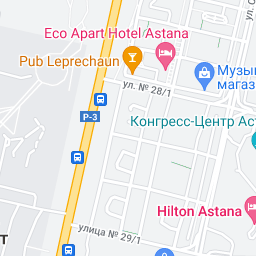 Eco Apart Hotel Astana
Pub Leprechaun
Музы
магаз
ул. № 28/1
Р-3
Конгресс-Центр Аст
Hilton Astana
улица № 29/1
т